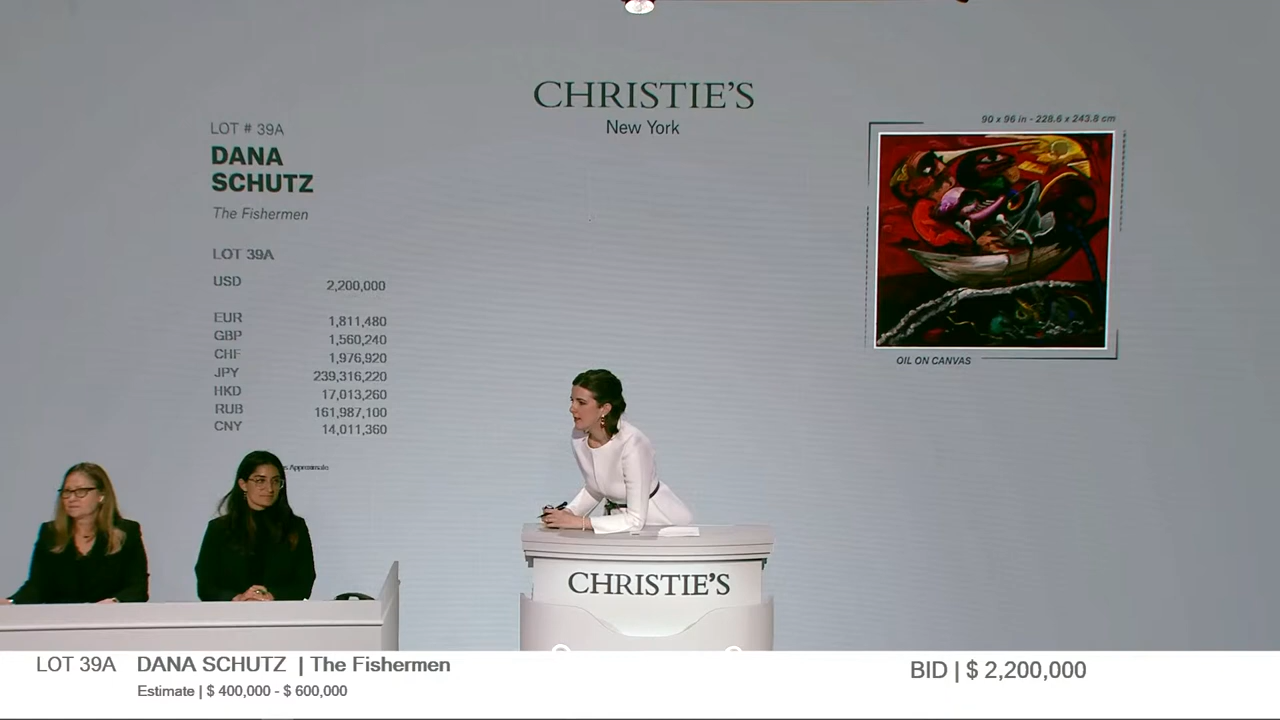 CHRISTIE'S
New York
LOT # 39A
DANA
SCHUTZ
The Fishermen
LOT 39A
USD 2,200,000
EUR 1,811,480
GBP 1,560,240
CHF 1,976,920
JPY 239,316,220
HKD 17,013,260
RUB 161,987,100
CNY 14,011,360
Approximate
90 x 96 in - 228.6 x 243.8 cm
OIL ON CANVAS
CHRISTIE'S
LOT 39A DANA SCHUTZ | The Fishermen
Estimate | $ 400,000 - $ 600,000
BID | $ 2,200,000